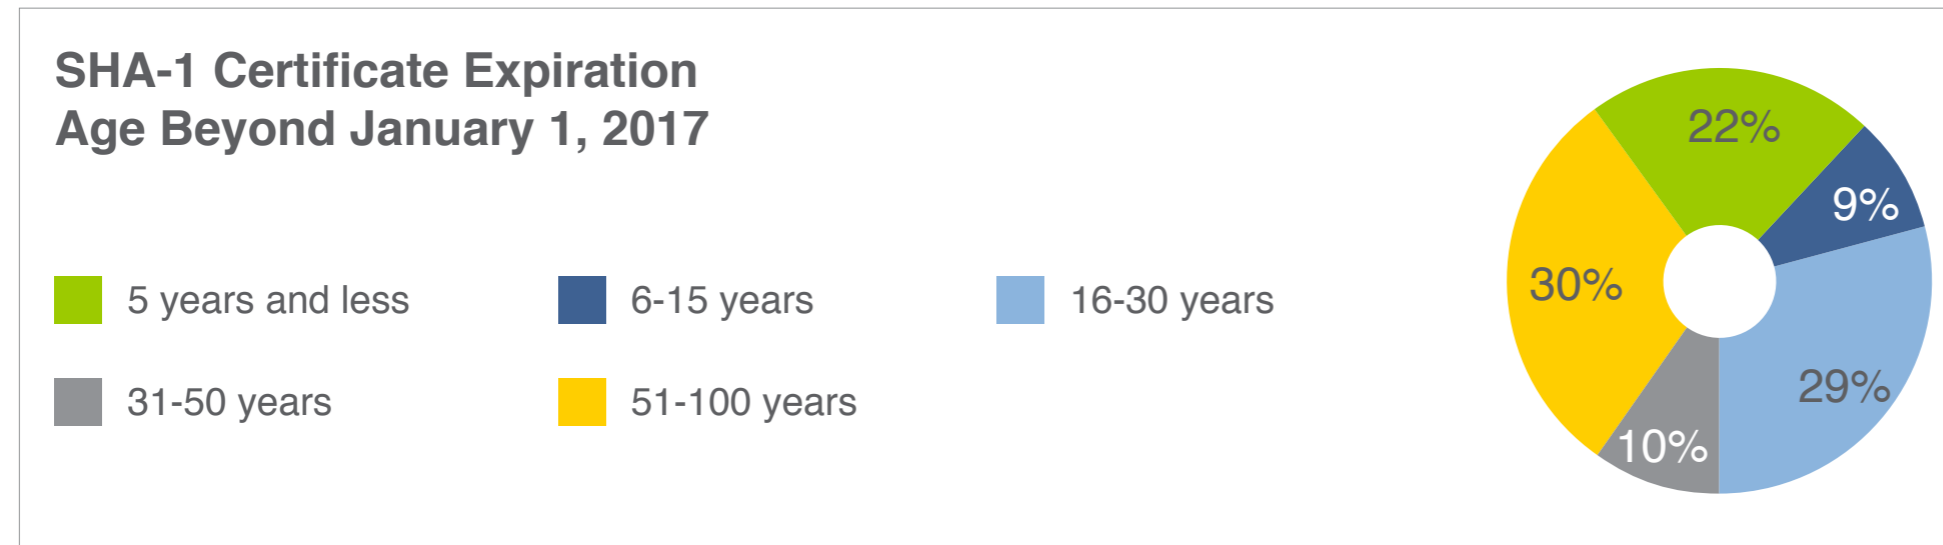 SHA-1 Certificate Expiration
Age Beyond January 1, 2017
5 years and less
6-15 years
16-30 years
31-50 years
51-100 years
22%
9%
30%
29%
10%